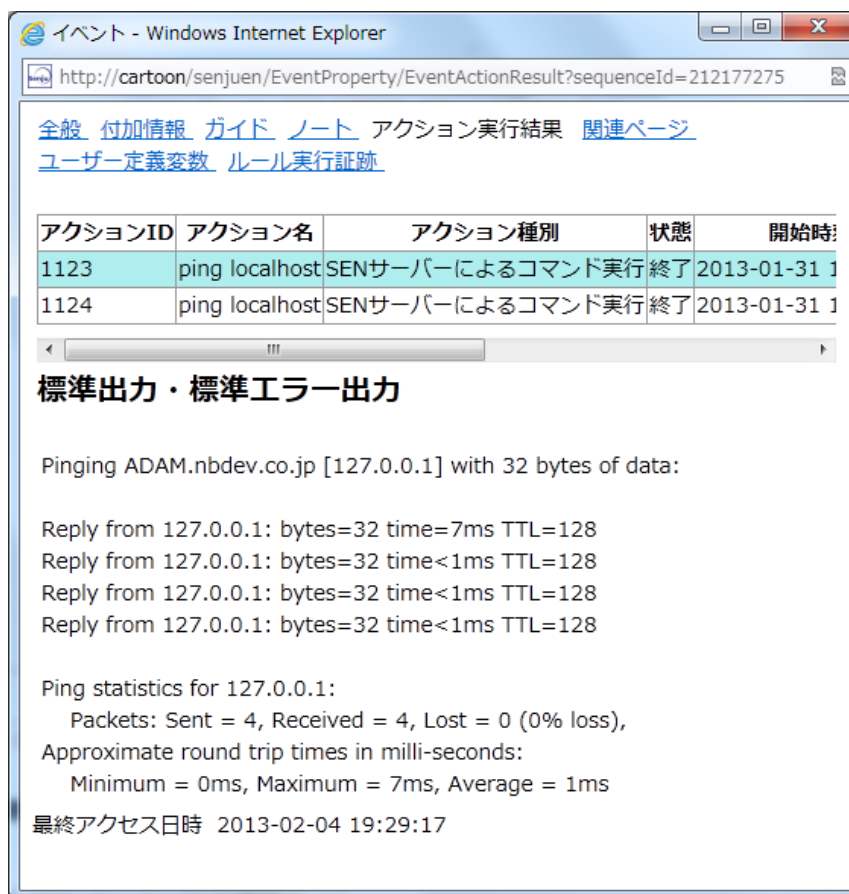 イベント - Windows Internet Explorer
http://cartoon/senjuen/EventProperty/EventActionResult?sequenceId=212177275
全般 付加情報 ガイド ノート アクション実行結果 関連ページ
ユーザー定義変数 ルール実行証跡
アクションID アクション名 アクション種別 状態 開始時
1123 ping localhost SENサーバーによるコマンド実行 終了 2013-01-31 1
1124 ping localhost SENサーバーによるコマンド実行 終了 2013-01-31 1
標準出力・標準エラー出力
Pinging ADAM.nbdev.co.jp [127.0.0.1] with 32 bytes of data:
Reply from 127.0.0.1: bytes=32 time=7ms TTL=128
Reply from 127.0.0.1: bytes=32 time<1ms TTL=128
Reply from 127.0.0.1: bytes=32 time<1ms TTL=128
Reply from 127.0.0.1: bytes=32 time<1ms TTL=128
Ping statistics for 127.0.0.1:
Packets: Sent = 4, Received = 4, Lost = 0 (0% loss),
Approximate round trip times in milli-seconds:
Minimum = 0ms, Maximum = 7ms, Average = 1ms
最終アクセス日時 2013-02-04 19:29:17